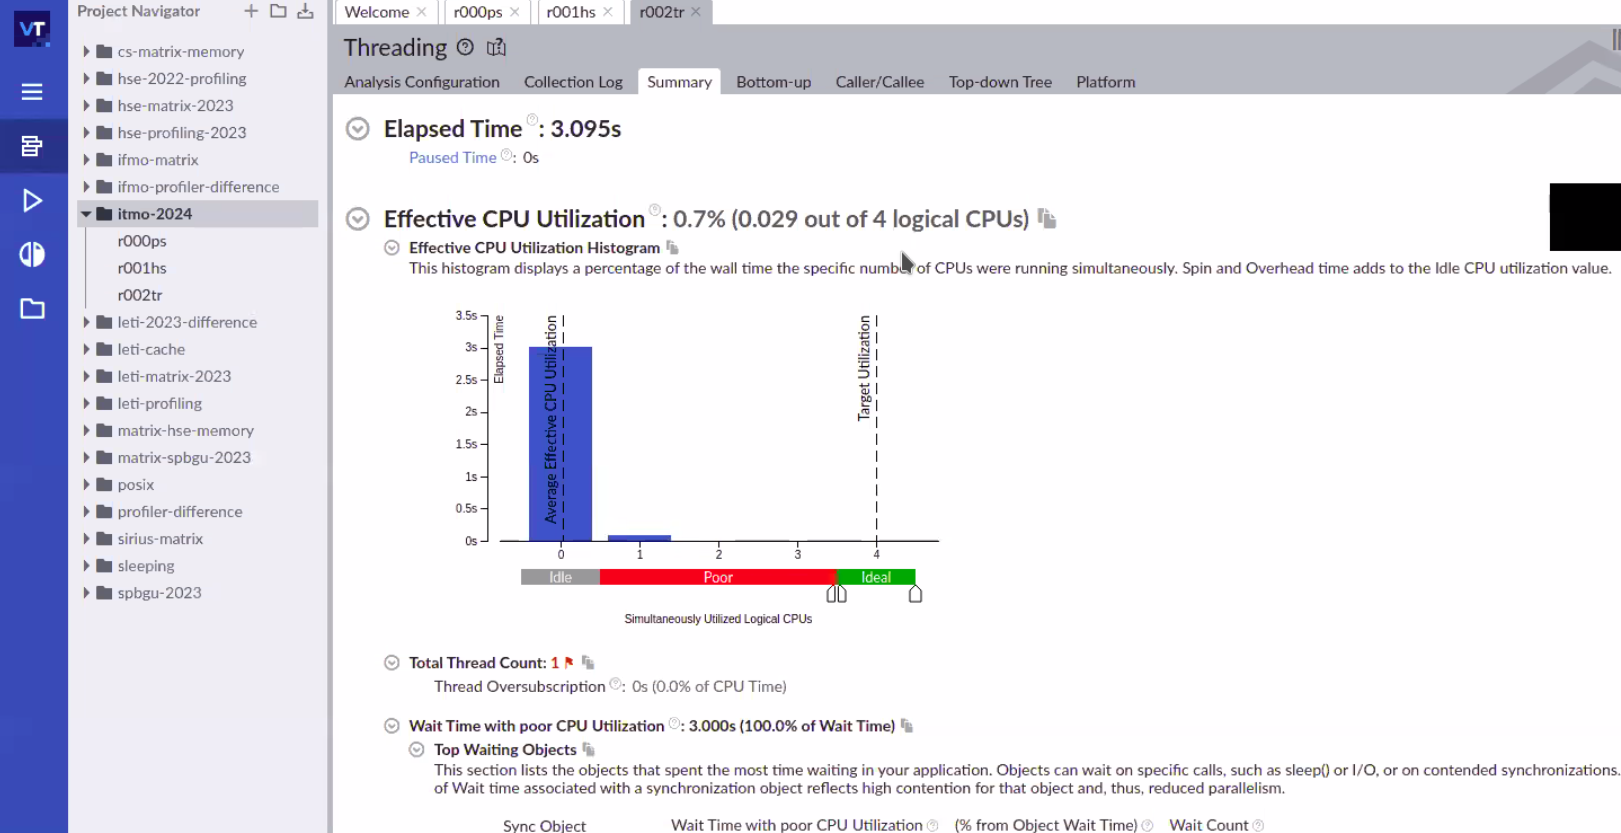 VT
Project Navigator
cs-matrix-memory
hse-2022-profiling
hse-matrix-2023
hse-profiling-2023
ifmo-matrix
ifmo-profiler-difference
itmo-2024
r000ps
r001hs
r002tr
leti-2023-difference
leti-cache
leti-matrix-2023
leti-profiling
matrix-hse-memory
matrix-spbgu-2023
posix
profiler-difference
sirius-matrix
sleeping
spbgu-2023
Welcome × r000ps × r001hs × r002tr ×
Threading
Analysis Configuration Collection Log Summary Bottom-up Caller/Callee Top-down Tree Platform
Elapsed Time : 3.095s
Paused Time : 0s
Effective CPU Utilization : 0.7% (0.029 out of 4 logical CPUs)
Effective CPU Utilization Histogram
This histogram displays a percentage of the wall time the specific number of CPUs were running simultaneously. Spin and Overhead time adds to the Idle CPU utilization value.
Elapsed Time
3.5s
3s
2.5s
2s
1.5s
1s
0.5s
0s
Average Effective CPU Utilization
Target Utilization
0 1 2 3 4
Idle Poor Ideal
Simultaneously Utilized Logical CPUs
Total Thread Count: 1
Thread Oversubscription : 0s (0.0% of CPU Time)
Wait Time with poor CPU Utilization : 3.000s (100.0% of Wait Time)
Top Waiting Objects
This section lists the objects that spent the most time waiting in your application. Objects can wait on specific calls, such as sleep() or I/O, or on contended synchronizations.
of Wait time associated with a synchronization object reflects high contention for that object and, thus, reduced parallelism.
Sync Object Wait Time with poor CPU Utilization (% from Object Wait Time) Wait Count